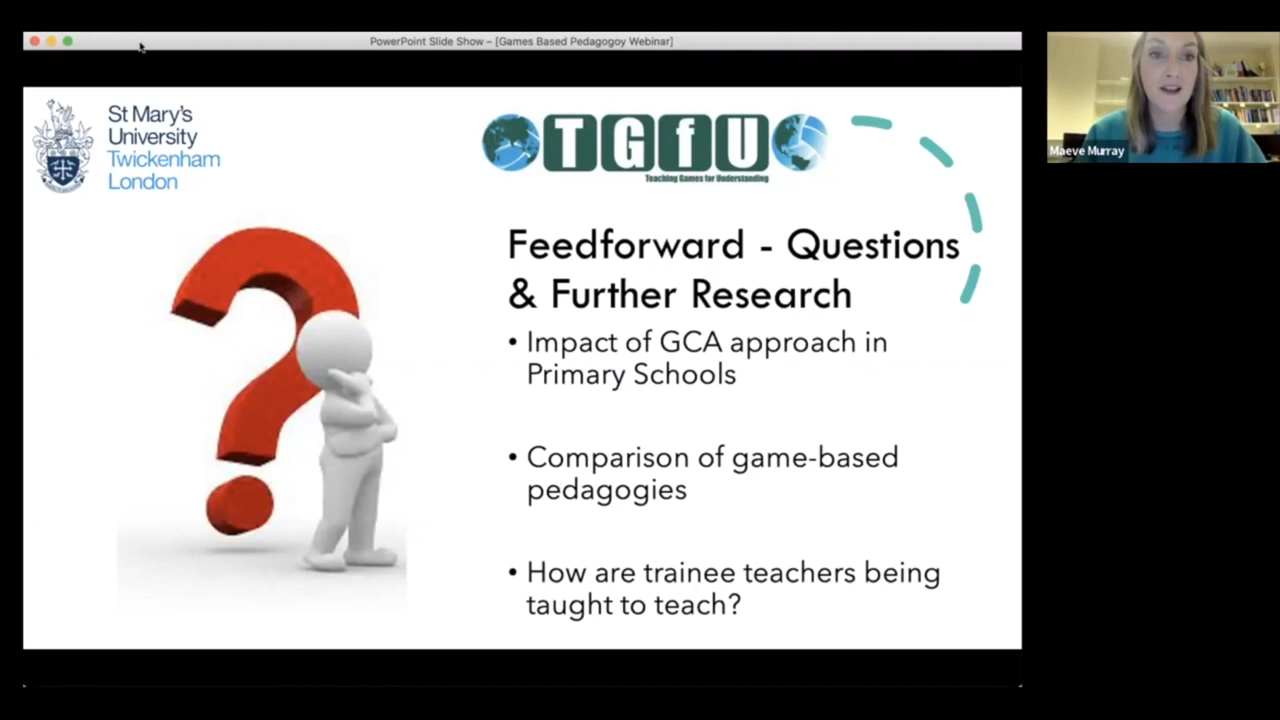 PowerPoint Slide Show – [Games Based Pedagogoy Webinar]
St Mary's
University
Twickenham
London
TGfU
Teaching Games for Understanding
Maeve Murray
Feedforward - Questions
& Further Research
• Impact of GCA approach in
Primary Schools
• Comparison of game-based
pedagogies
• How are trainee teachers being
taught to teach?